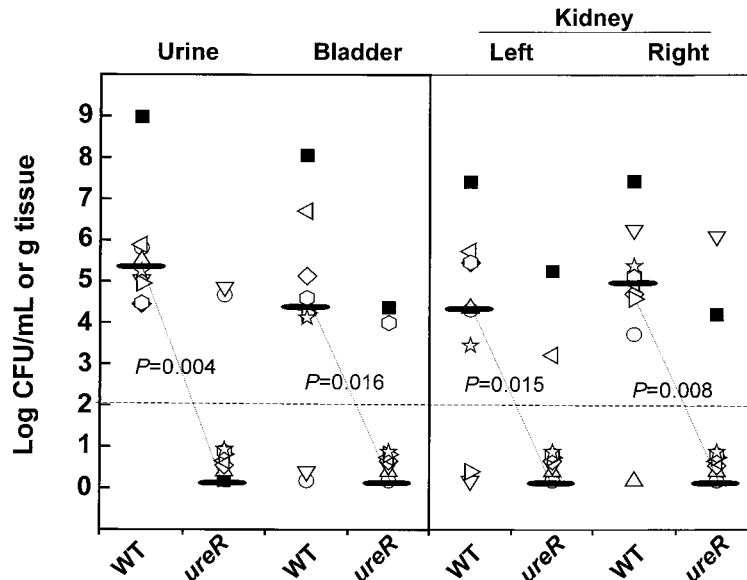 Kidney
Urine Bladder Left Right
Log CFU/mL or g tissue
9
8
7
6
5
4
3
2
1
0
P=0.004
P=0.016
P=0.015
P=0.008
WT ureR WT ureR WT ureR WT ureR